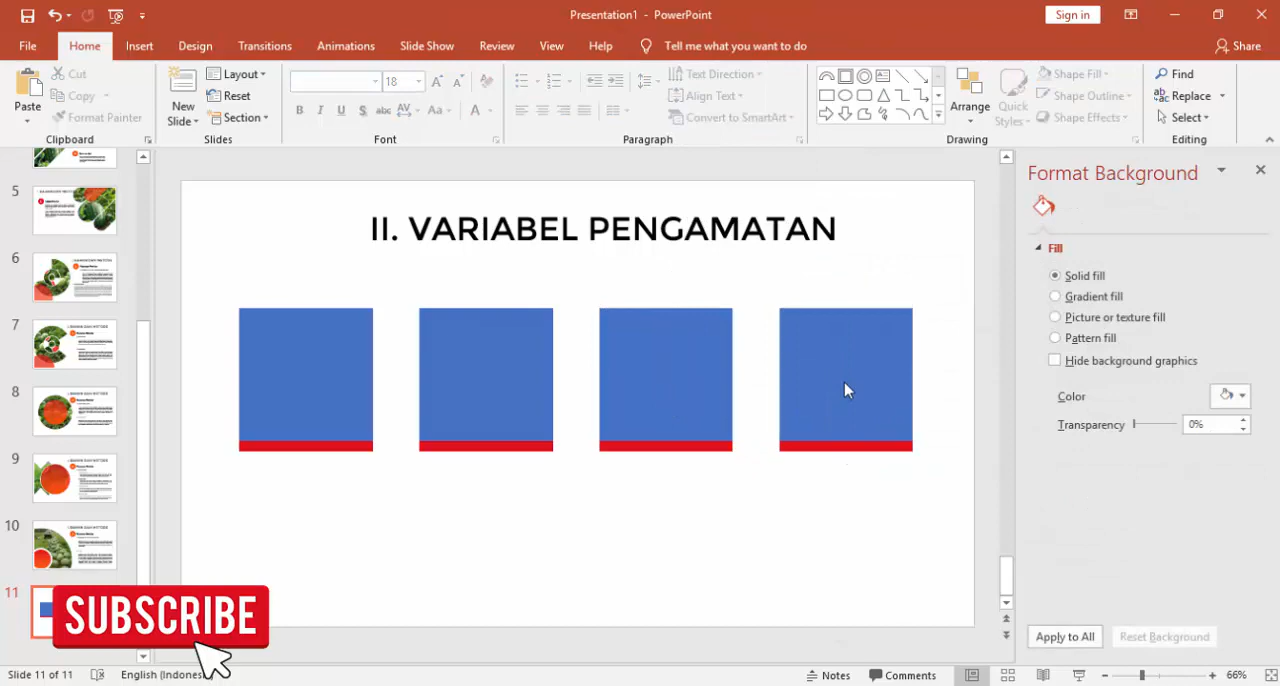 Presentation1 - PowerPoint
Sign in
File Home Insert Design Transitions Animations Slide Show Review View Help Tell me what you want to do Share
Paste
Cut
Copy
Format Painter
Clipboard
New Slide
Layout
Reset
Section
Slides
18
Font
Text Direction
Align Text
Convert to SmartArt
Paragraph
Arrange
Quick Styles
Shape Fill
Shape Outline
Shape Effects
Drawing
Find
Replace
Select
Editing
5
6
7
8
9
10
11
II. VARIABEL PENGAMATAN
Format Background
Fill
Solid fill
Gradient fill
Picture or texture fill
Pattern fill
Hide background graphics
Color
Transparency 0%
Apply to All Reset Background
SUBSCRIBE
Slide 11 of 11 English (Indones
Notes Comments 66%